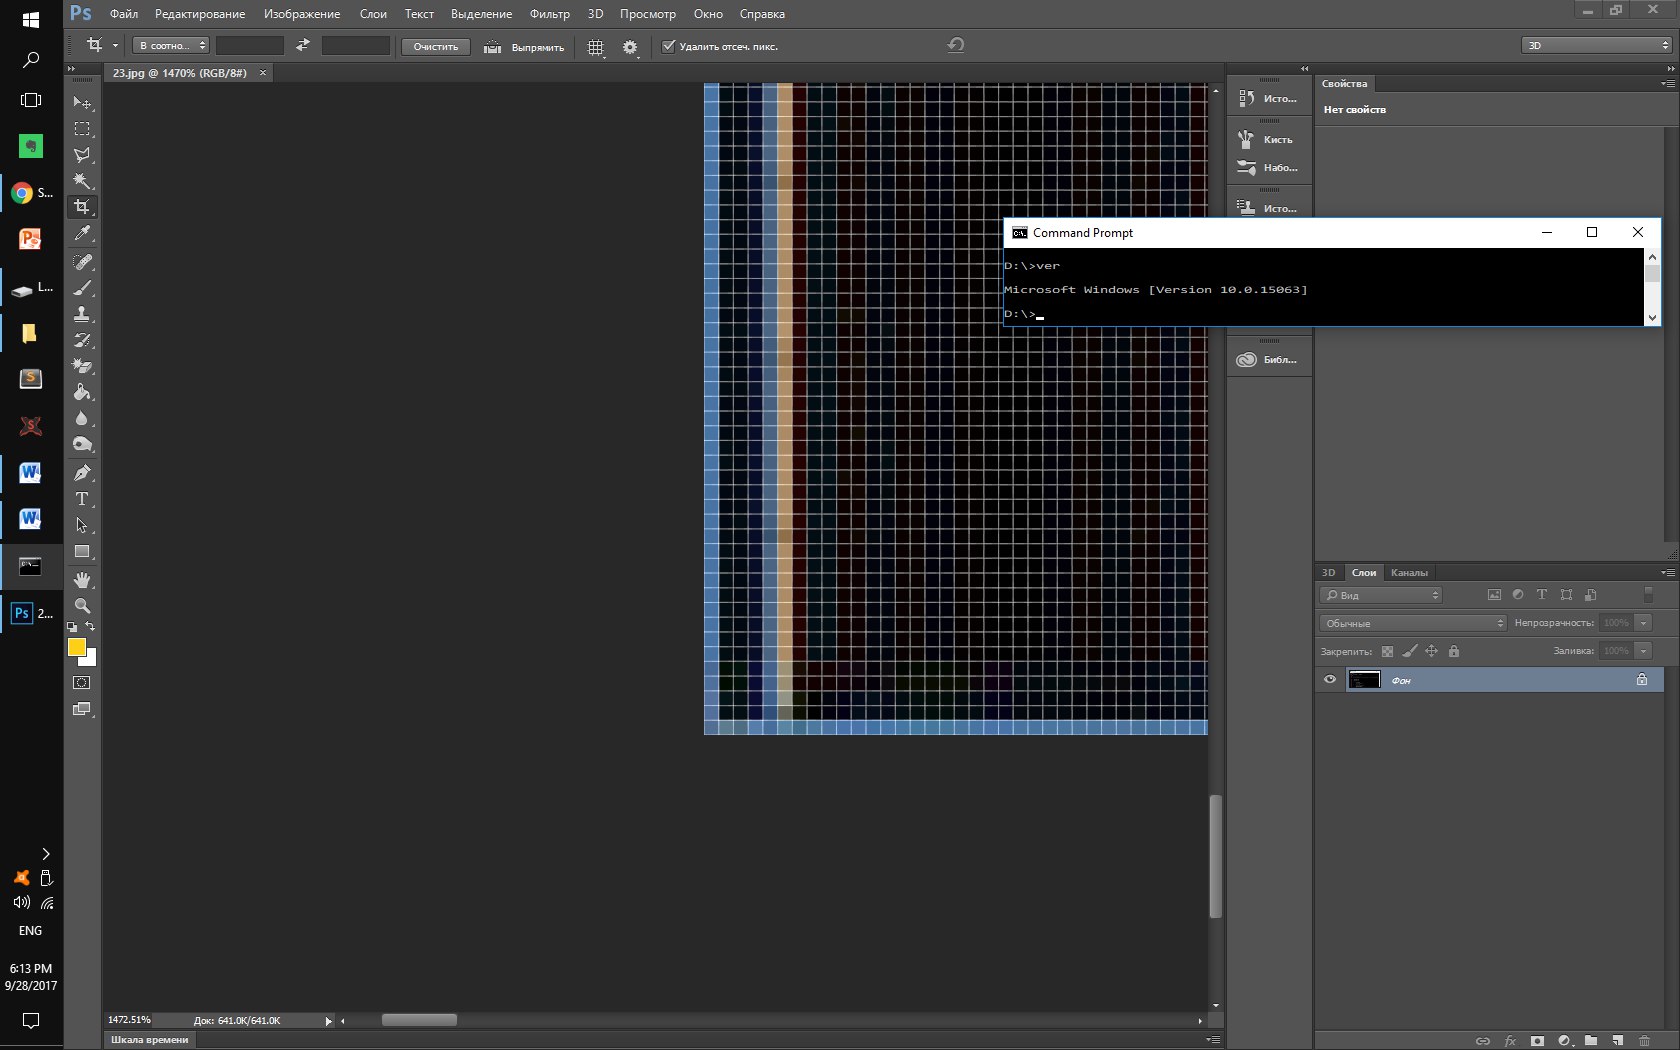 Ps Файл Редактирование Изображение Слои Текст Выделение Фильтр 3D Просмотр Окно Справка
В соотно... Очистить Выпрямить Удалить отсеч. пикс. 3D
23.jpg @ 1470% (RGB/8#) ×
Свойства
Нет свойств
Исто...
Кисть
Набо...
Исто...
Библ...
Command Prompt
D:\>ver
Microsoft Windows [Version 10.0.15063]
D:\>
S...
L...
Ps 2...
3D Слои Каналы
Вид
Обычные Непрозрачность: 100%
Закрепить: Заливка: 100%
Фон
ENG
6:13 PM
9/28/2017
1472.51% Док: 641.0K/641.0K
Шкала времени